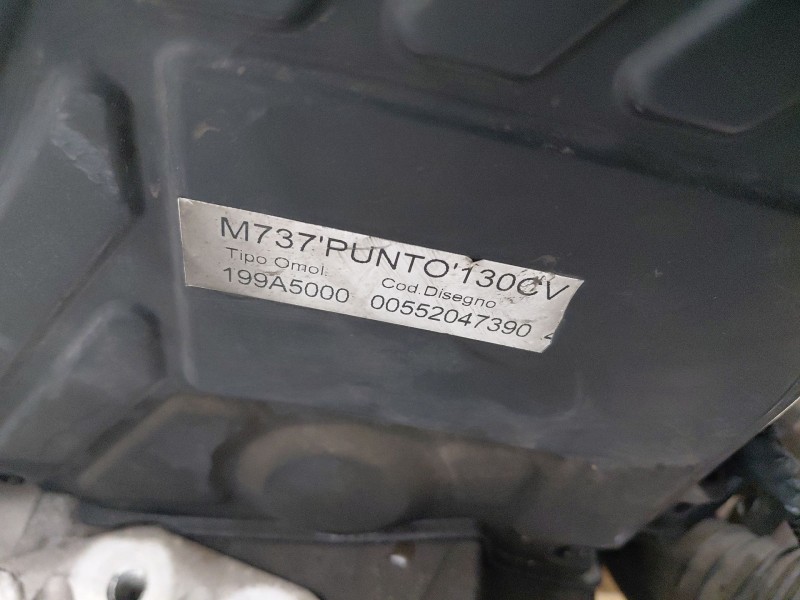 M737'PUNTO'130CV
Tipo Omol. Cod.Disegno
199A5000 00552047390